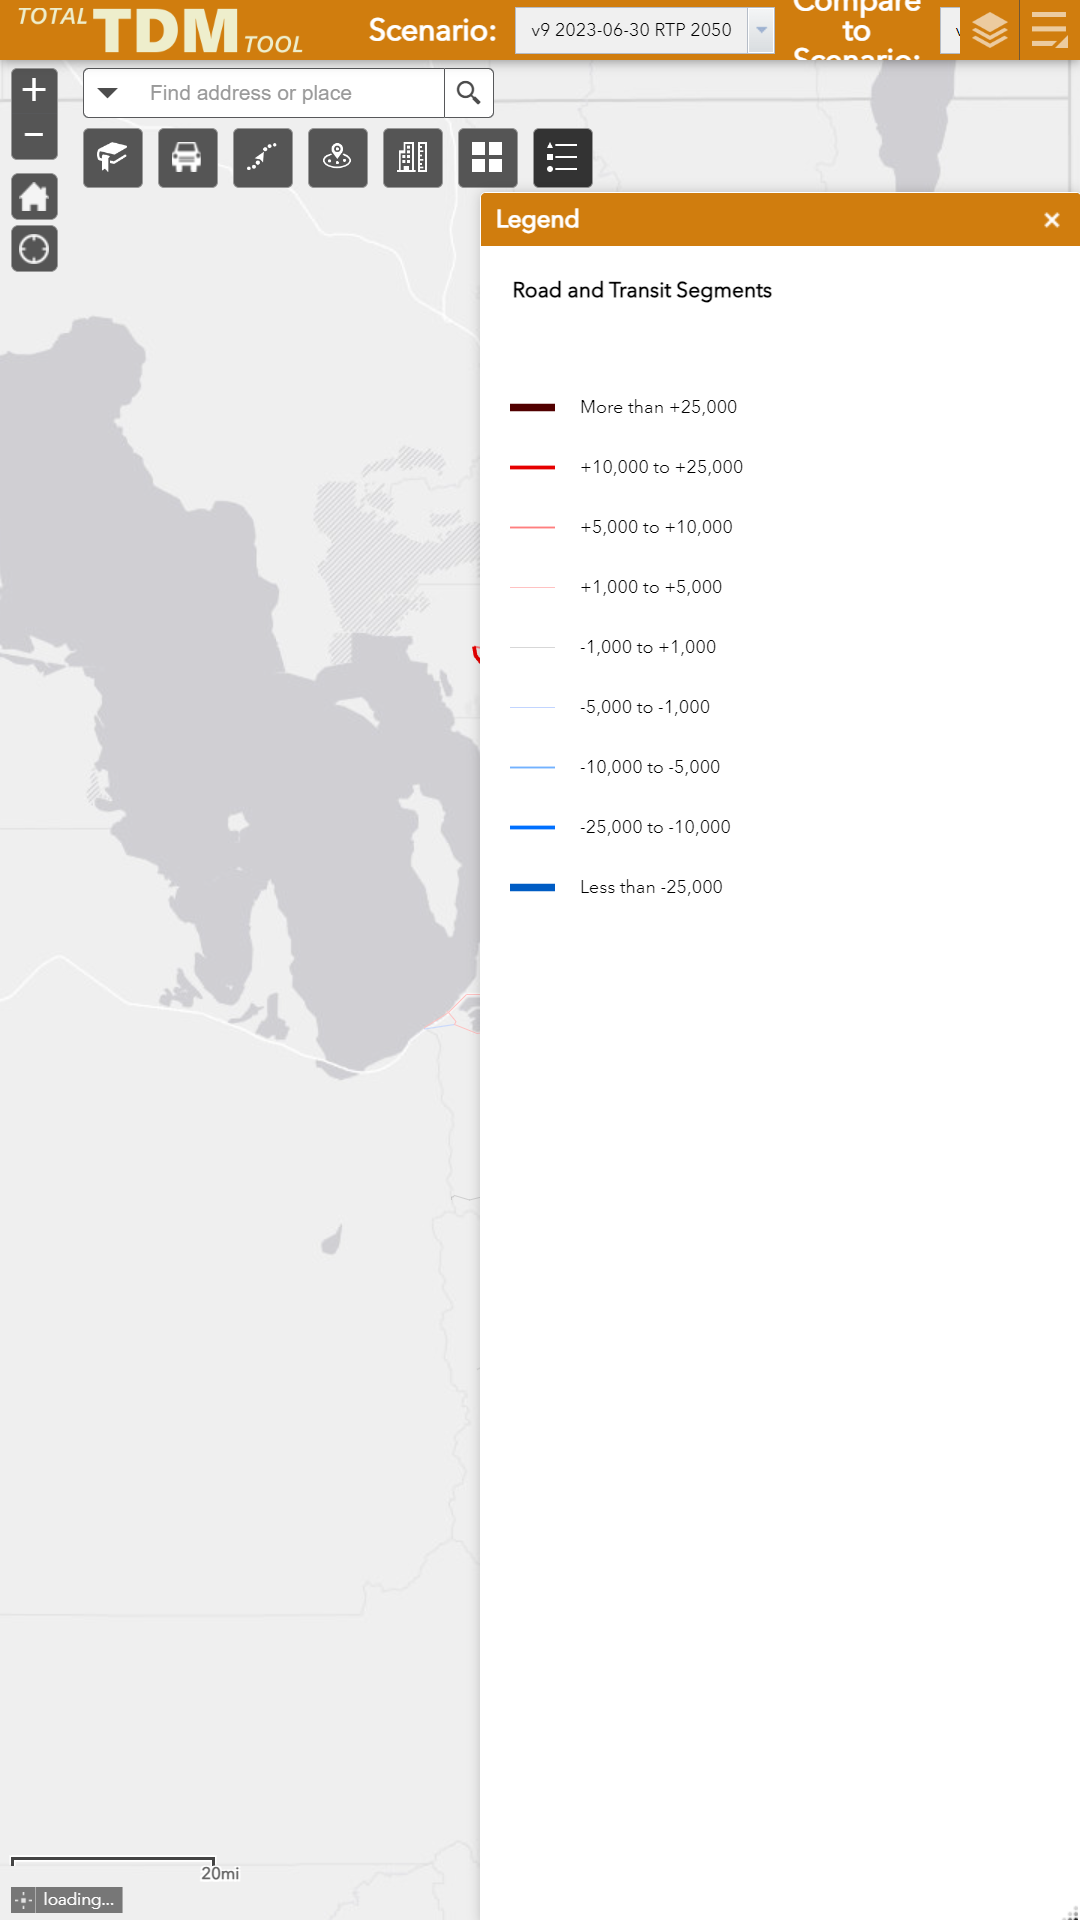 TOTAL TDM TOOL
Scenario:
v9 2023-06-30 RTP 2050
Compare
to
Scenario:
Find address or place
Legend
Road and Transit Segments
More than +25,000
+10,000 to +25,000
+5,000 to +10,000
+1,000 to +5,000
-1,000 to +1,000
-5,000 to -1,000
-10,000 to -5,000
-25,000 to -10,000
Less than -25,000
20mi
loading...